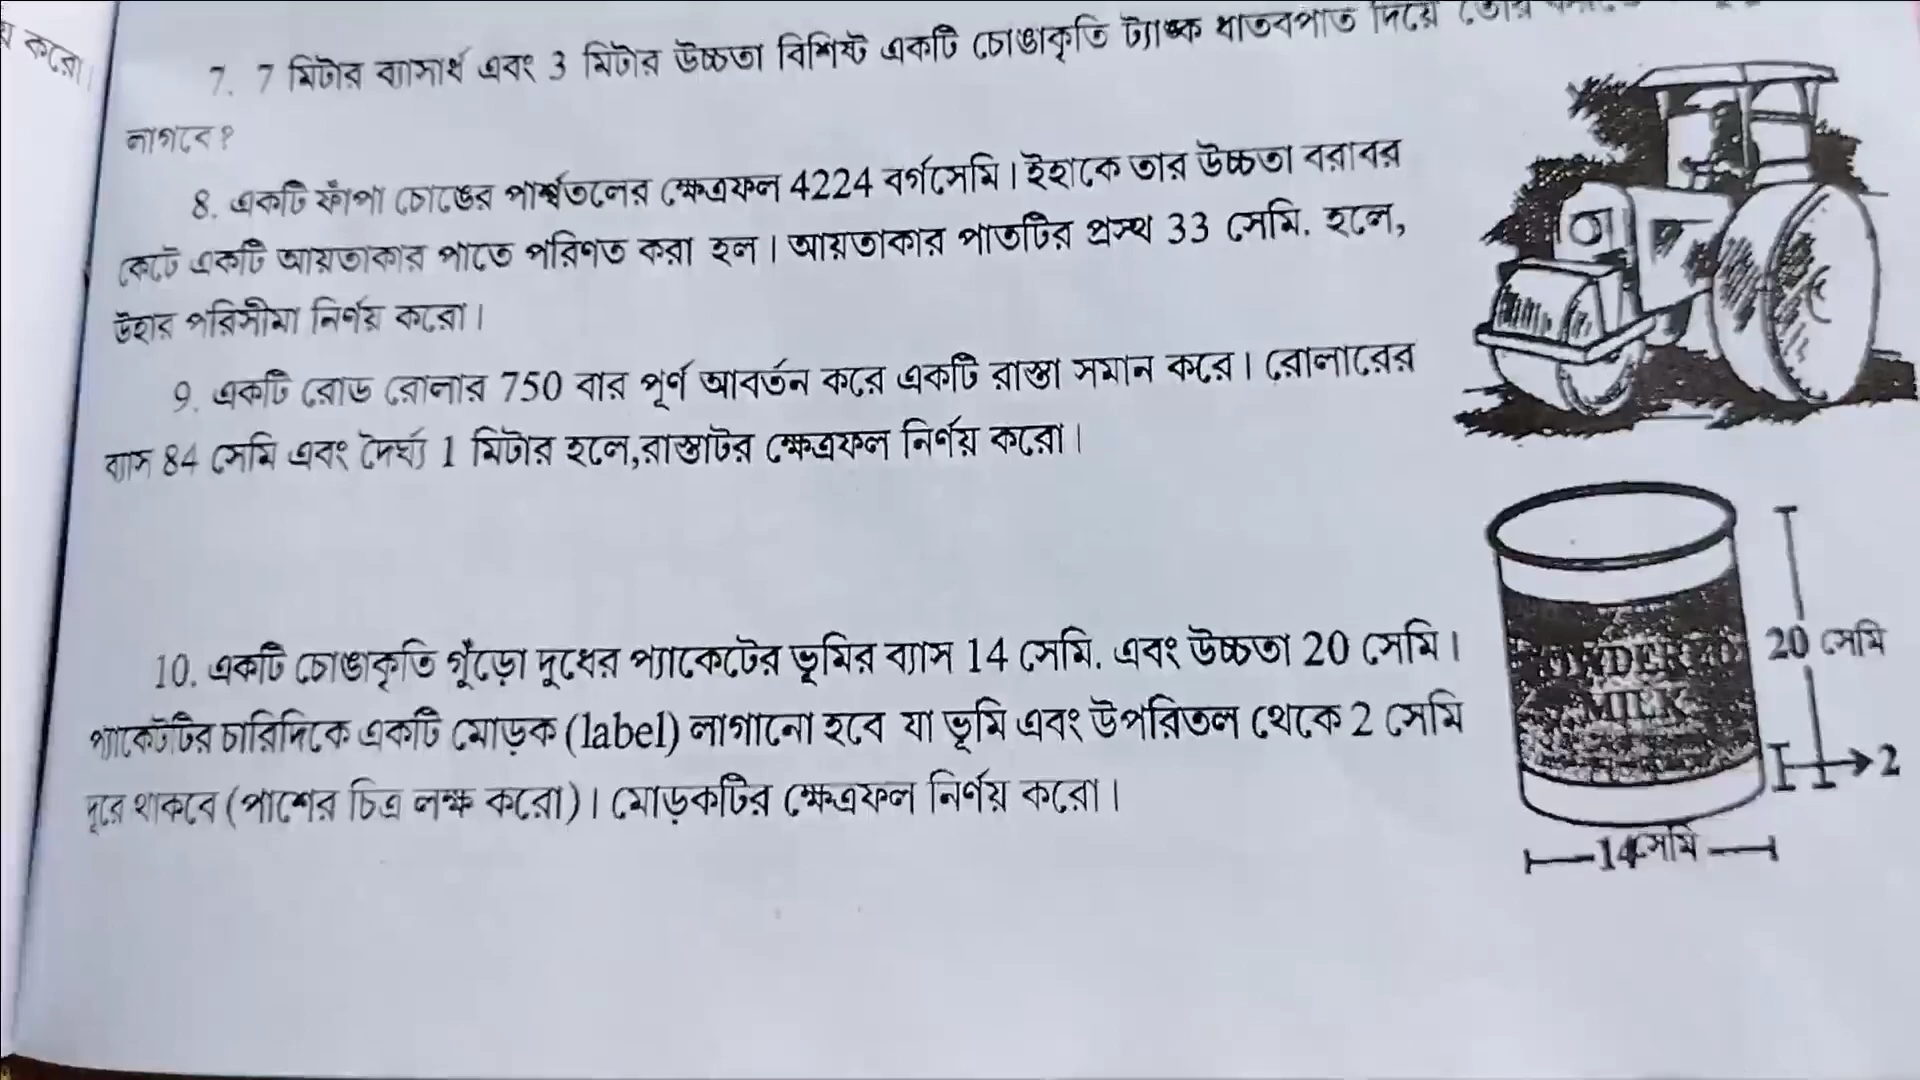 করো।
7. 7 মিটার ব্যাসার্ধ এবং 3 মিটার উচ্চতা বিশিষ্ট একটি চোঙাকৃতি ট্যাঙ্ক ধাতবপাত দিয়ে
লাগবে?
8. একটি ফাঁপা চোঙের পার্শ্বতলের ক্ষেত্রফল 4224 বর্গসেমি। ইহাকে তার উচ্চতা বরাবর
কেটে একটি আয়তাকার পাতে পরিণত করা হল। আয়তাকার পাতটির প্রস্থ 33 সেমি. হলে,
উহার পরিসীমা নির্ণয় করো।
9. একটি রোড রোলার 750 বার পূর্ণ আবর্তন করে একটি রাস্তা সমান করে। রোলারের
ব্যাস 84 সেমি এবং দৈর্ঘ্য 1 মিটার হলে,রাস্তাটির ক্ষেত্রফল নির্ণয় করো।
10. একটি চোঙাকৃতি গুঁড়ো দুধের প্যাকেটের ভূমির ব্যাস 14 সেমি. এবং উচ্চতা 20 সেমি।
প্যাকেটটির চারিদিকে একটি মোড়ক (label) লাগানো হবে যা ভূমি এবং উপরিতল থেকে 2 সেমি
দূরে থাকবে (পাশের চিত্র লক্ষ করো)। মোড়কটির ক্ষেত্রফল নির্ণয় করো।
MILK
20 সেমি
2
14সেমি